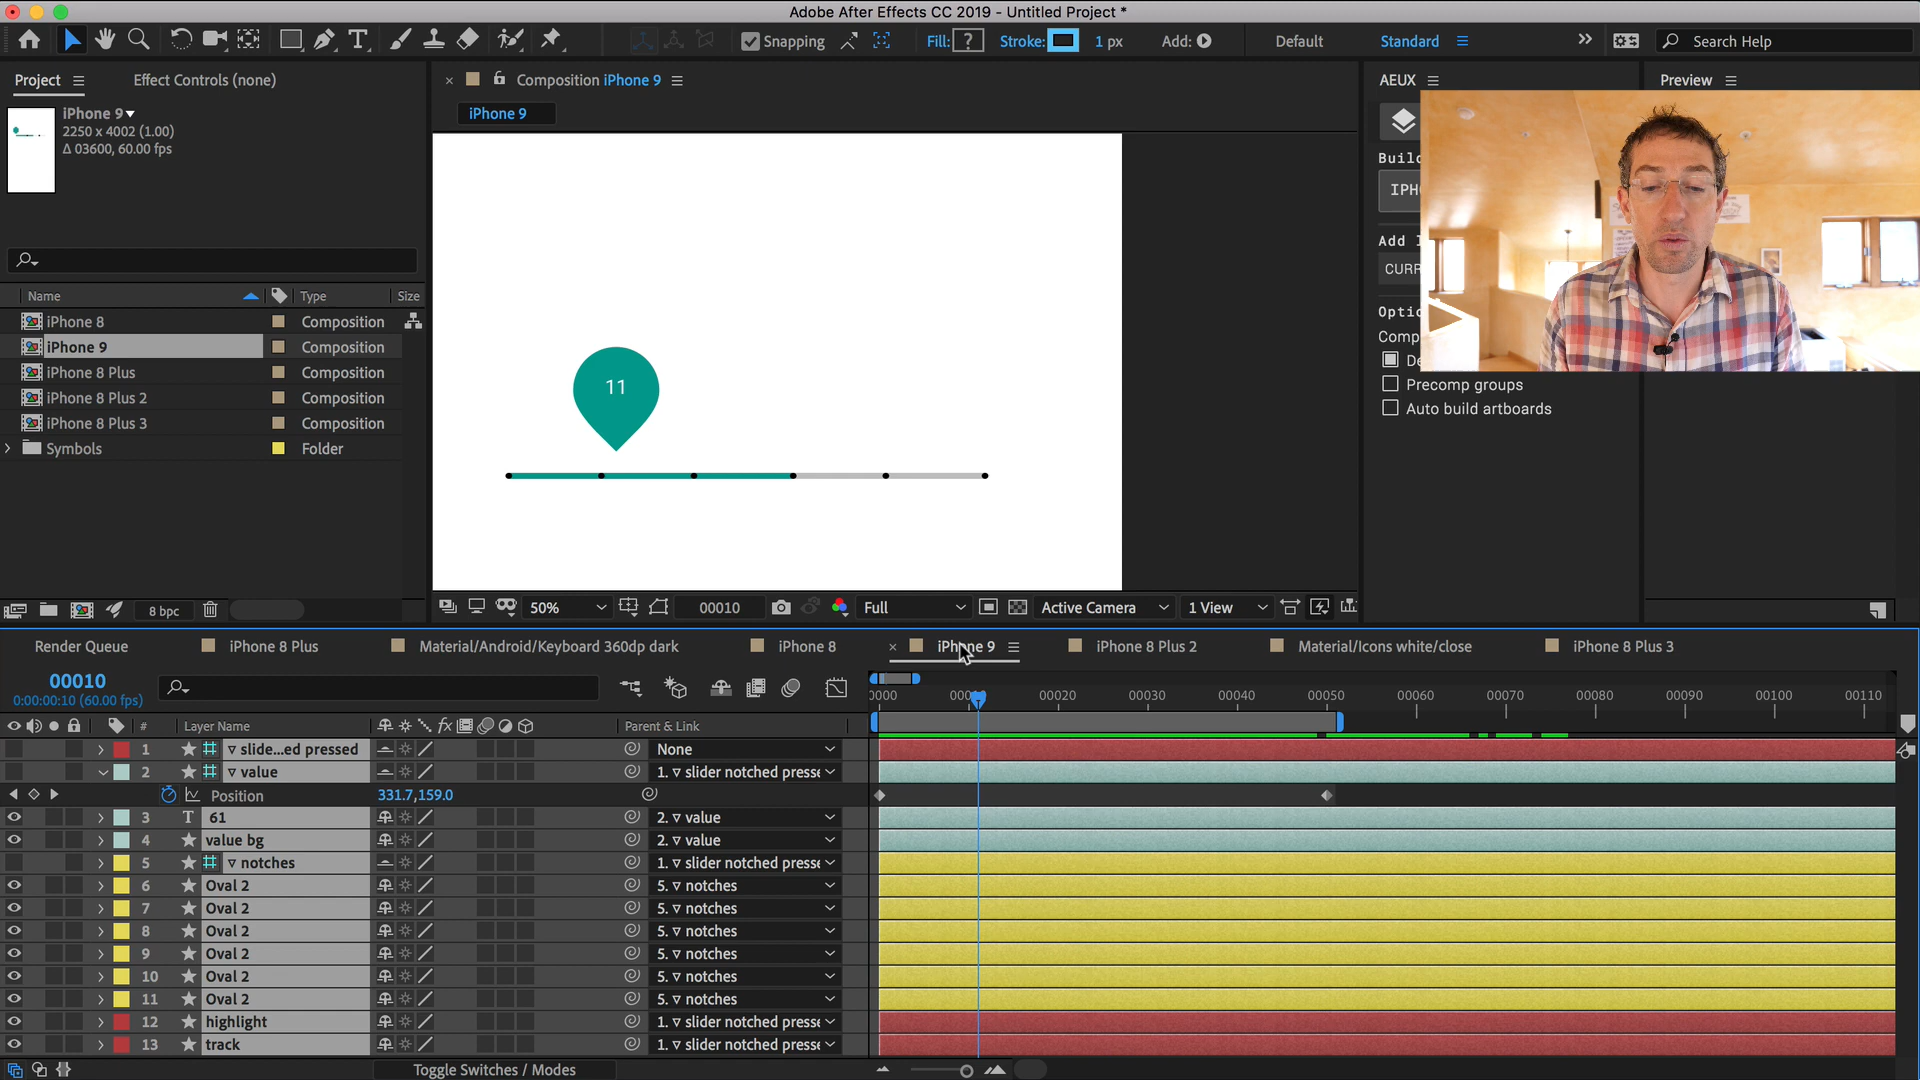 Adobe After Effects CC 2019 - Untitled Project *
Snapping
Fill: ?
Stroke:
1 px
Add:
Default
Standard
Search Help
Project
Effect Controls (none)
Composition iPhone 9
AEUX
Preview
iPhone 9
2250 x 4002 (1.00)
Δ 03600, 60.00 fps
iPhone 9
Name
Type
Size
iPhone 8
Composition
iPhone 9
Composition
iPhone 8 Plus
Composition
iPhone 8 Plus 2
Composition
iPhone 8 Plus 3
Composition
Symbols
Folder
11
Precomp groups
Auto build artboards
8 bpc
50%
00010
Full
Active Camera
1 View
Render Queue
iPhone 8 Plus
Material/Android/Keyboard 360dp dark
iPhone 8
iPhone 9
iPhone 8 Plus 2
Material/Icons white/close
iPhone 8 Plus 3
00010
0:00:00:10 (60.00 fps)
00020
00030
00040
00050
00060
00070
00080
00090
00100
00110
#
Layer Name
fx
Parent & Link
1
▽ slide...ed pressed
None
2
▽ value
1. ▽ slider notched presse
Position
331.7,159.0
3
T
61
2. ▽ value
4
value bg
2. ▽ value
5
▽ notches
1. ▽ slider notched presse
6
Oval 2
5. ▽ notches
7
Oval 2
5. ▽ notches
8
Oval 2
5. ▽ notches
9
Oval 2
5. ▽ notches
10
Oval 2
5. ▽ notches
11
Oval 2
5. ▽ notches
12
highlight
1. ▽ slider notched presse
13
track
1. ▽ slider notched presse
Toggle Switches / Modes